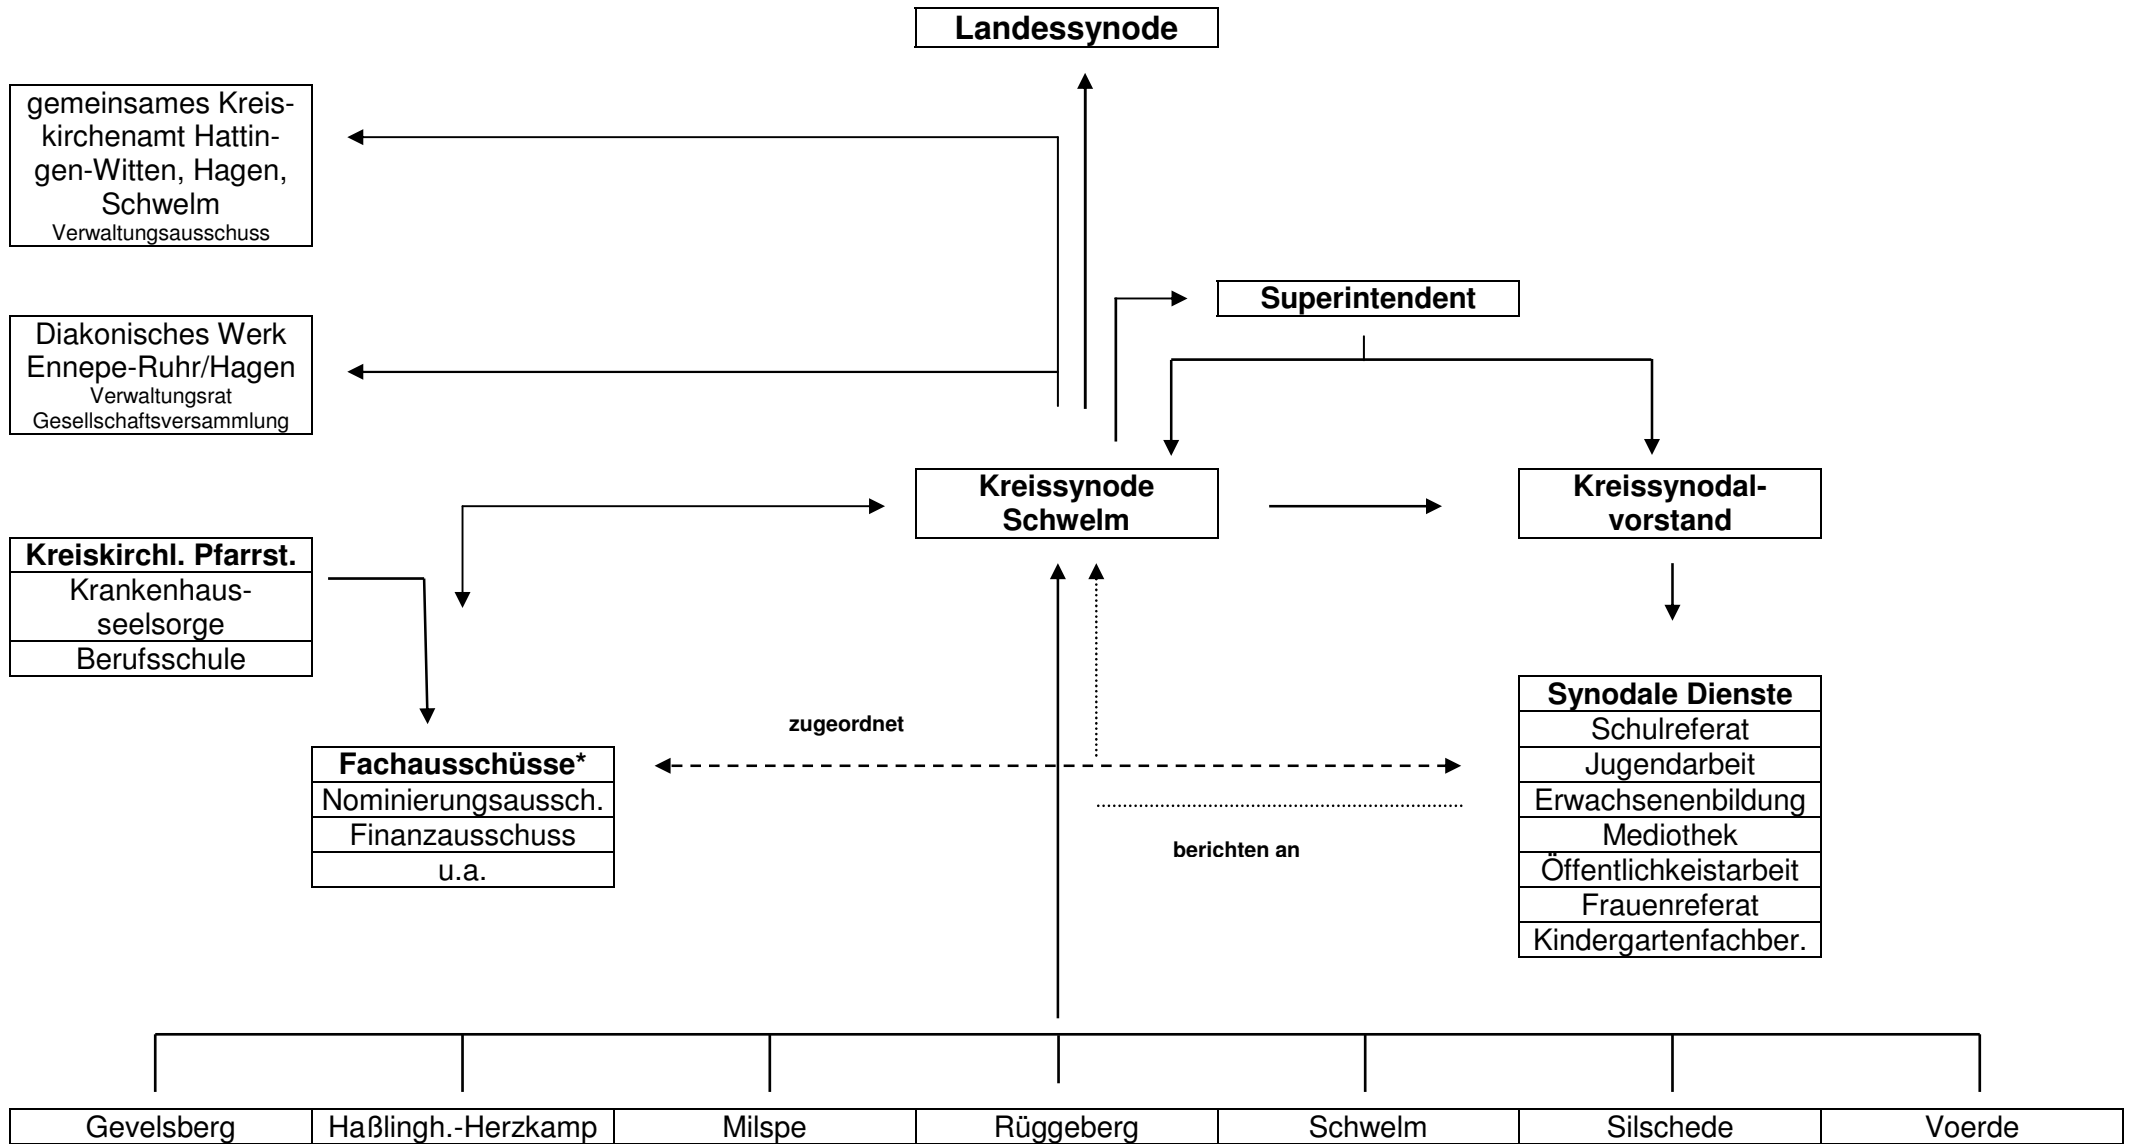 Landessynode
gemeinsames Kreis-
kirchenamt Hattin-
gen-Witten, Hagen,
Schwelm
Verwaltungsausschuss
Superintendent
Diakonisches Werk
Ennepe-Ruhr/Hagen
Verwaltungsrat
Gesellschaftsversammlung
Kreissynode
Schwelm
Kreissynodal-
vorstand
Kreiskirchl. Pfarrst.
Krankenhaus-
seelsorge
Berufsschule
zugeordnet
berichten an
Fachausschüsse*
Nominierungsaussch.
Finanzausschuss
u.a.
Synodale Dienste
Schulreferat
Jugendarbeit
Erwachsenenbildung
Mediothek
Öffentlichkeistarbeit
Frauenreferat
Kindergartenfachber.
Gevelsberg
Haßlingh.-Herzkamp
Milspe
Rüggeberg
Schwelm
Silschede
Voerde